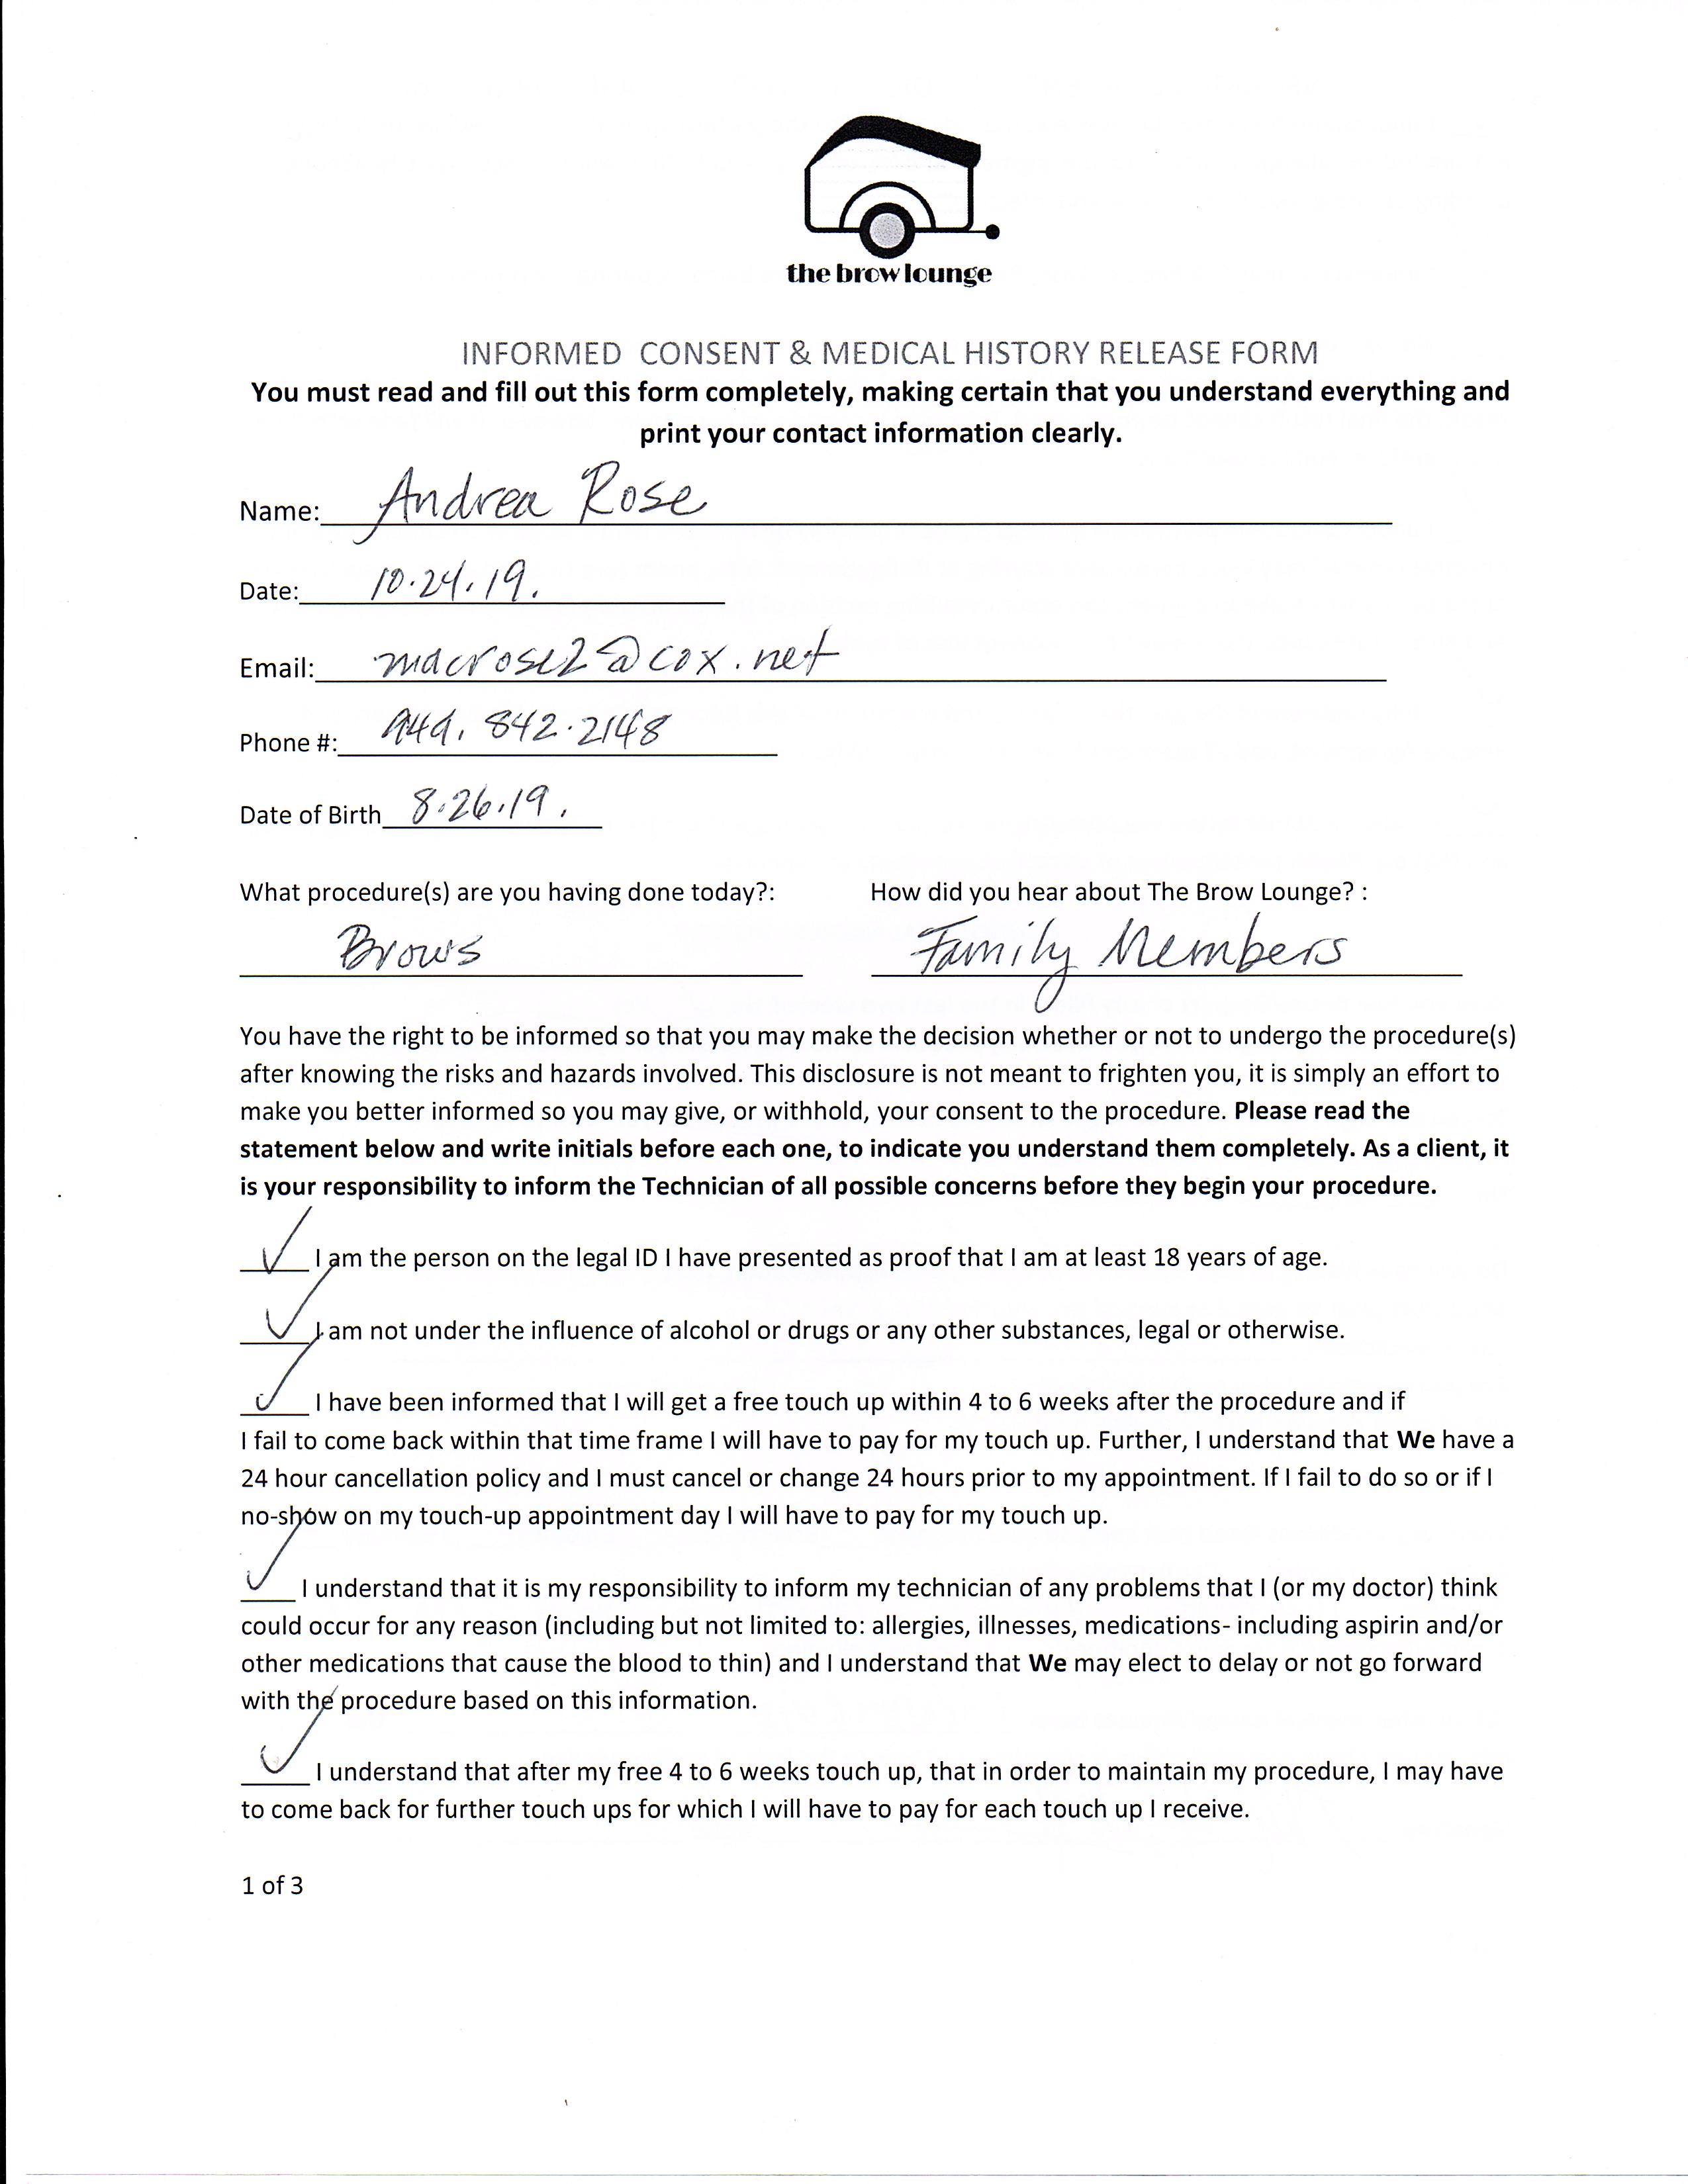 the brow lounge
INFORMED CONSENT & MEDICAL HISTORY RELEASE FORM
You must read and fill out this form completely, making certain that you understand everything and
print your contact information clearly.
Name: Andrea Rose
Date: 10.24.19.
Email: macrose2@cox.net
Phone #: 949. 842.2148
Date of Birth 8.26.19.
What procedure(s) are you having done today?: How did you hear about The Brow Lounge? :
Brows Family Members
You have the right to be informed so that you may make the decision whether or not to undergo the procedure(s)
after knowing the risks and hazards involved. This disclosure is not meant to frighten you, it is simply an effort to
make you better informed so you may give, or withhold, your consent to the procedure. Please read the
statement below and write initials before each one, to indicate you understand them completely. As a client, it
is your responsibility to inform the Technician of all possible concerns before they begin your procedure.
✓ I am the person on the legal ID I have presented as proof that I am at least 18 years of age.
✓ I am not under the influence of alcohol or drugs or any other substances, legal or otherwise.
✓ I have been informed that I will get a free touch up within 4 to 6 weeks after the procedure and if
I fail to come back within that time frame I will have to pay for my touch up. Further, I understand that We have a
24 hour cancellation policy and I must cancel or change 24 hours prior to my appointment. If I fail to do so or if I
no-show on my touch-up appointment day I will have to pay for my touch up.
✓ I understand that it is my responsibility to inform my technician of any problems that I (or my doctor) think
could occur for any reason (including but not limited to: allergies, illnesses, medications- including aspirin and/or
other medications that cause the blood to thin) and I understand that We may elect to delay or not go forward
with the procedure based on this information.
✓ I understand that after my free 4 to 6 weeks touch up, that in order to maintain my procedure, I may have
to come back for further touch ups for which I will have to pay for each touch up I receive.
1 of 3